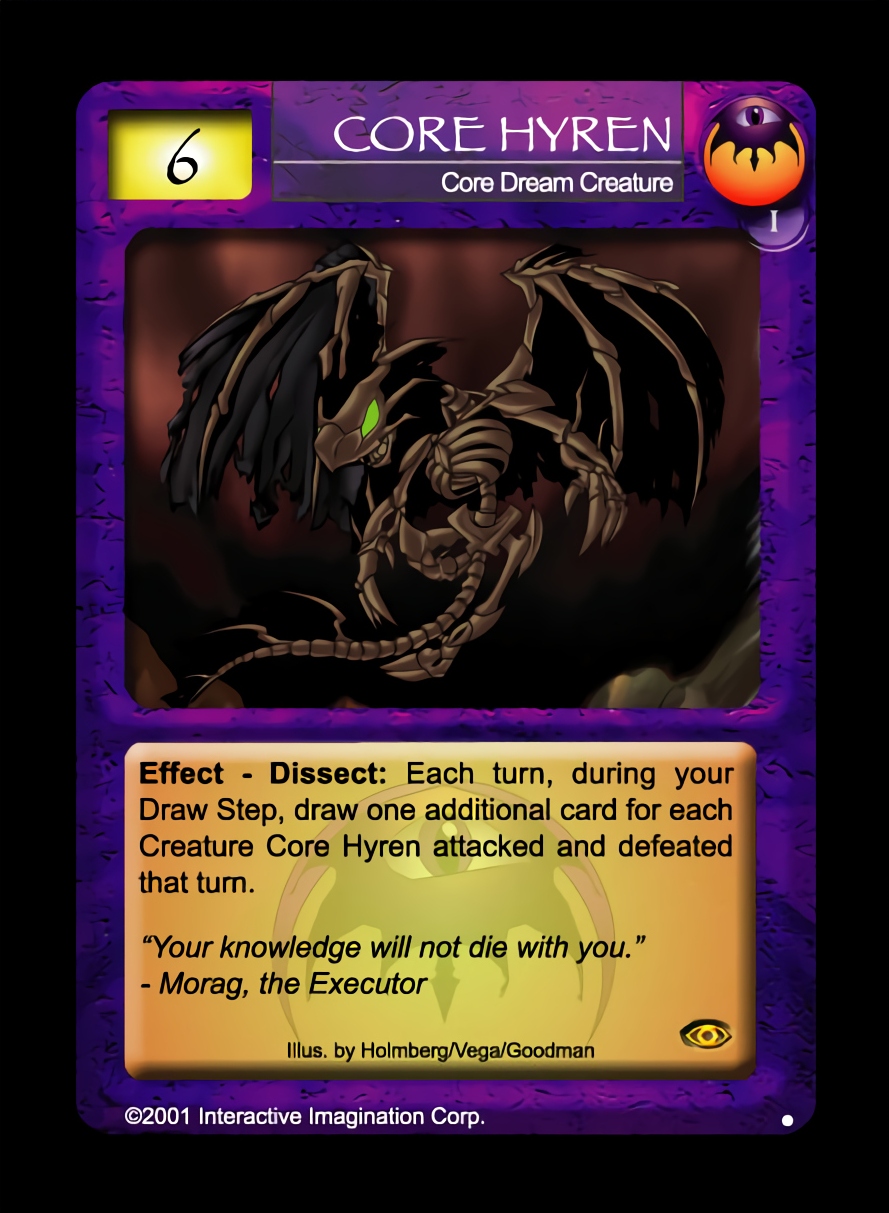 6
CORE HYREN
Core Dream Creature
I
Effect - Dissect: Each turn, during your
Draw Step, draw one additional card for each
Creature Core Hyren attacked and defeated
that turn.
“Your knowledge will not die with you.”
- Morag, the Executor
Illus. by Holmberg/Vega/Goodman
©2001 Interactive Imagination Corp.